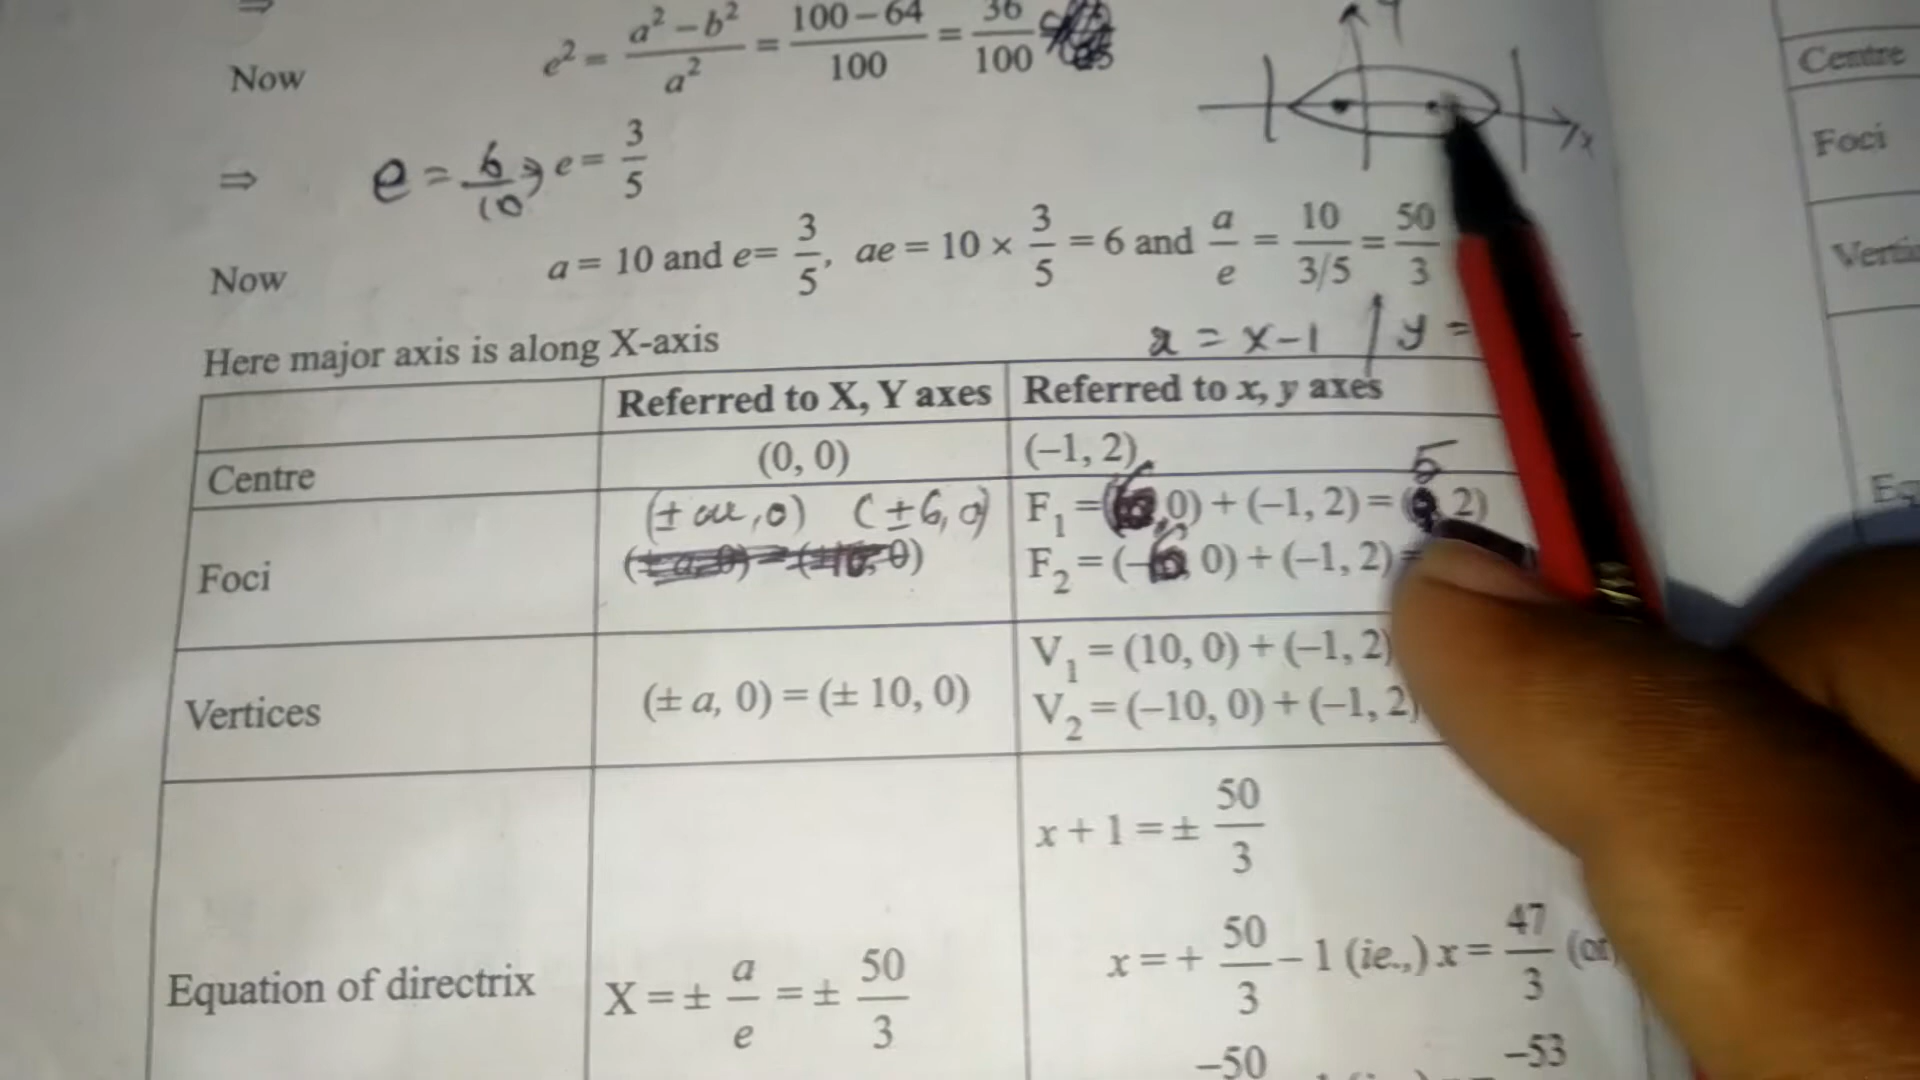 ⇒
Now e² = (a² − b²)/a² = (100 − 64)/100 = 36/100
Y
x
⇒ e = 6/10 ⇒ e = 3/5
Now a = 10 and e = 3/5, ae = 10 × 3/5 = 6 and a/e = 10/(3/5) = 50/3
Here major axis is along X-axis
x = X−1 y =
Referred to X, Y axes Referred to x, y axes
Centre (0, 0) (−1, 2)
Foci (± ae, 0) (±6, 0)
(± a, 0) = (±10, 0)
F₁ = (6, 0) + (−1, 2) = (5, 2)
F₂ = (−6, 0) + (−1, 2) =
Vertices (± a, 0) = (± 10, 0)
V₁ = (10, 0) + (−1, 2)
V₂ = (−10, 0) + (−1, 2)
Equation of directrix X = ± a/e = ± 50/3
x + 1 = ± 50/3
x = + 50/3 − 1 (ie.,) x = 47/3 (or)
−50 −53
Centre
Foci